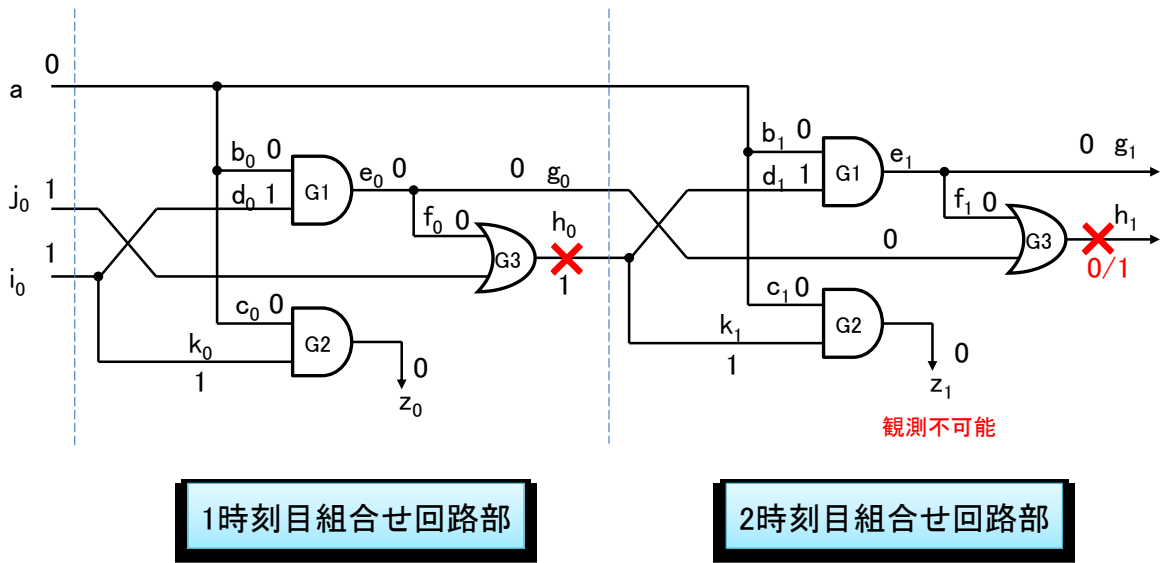 0
a
j₀ 1
i₀ 1
b₀ 0
d₀ 1
G1
e₀ 0
0 g₀
f₀ 0
G3
h₀
1
c₀ 0
k₀
1
G2
0
z₀
b₁ 0
d₁ 1
G1
e₁
0 g₁
f₁ 0
0
G3
h₁
0/1
c₁ 0
k₁
1
G2
0
z₁
観測不可能
1時刻目組合せ回路部
2時刻目組合せ回路部